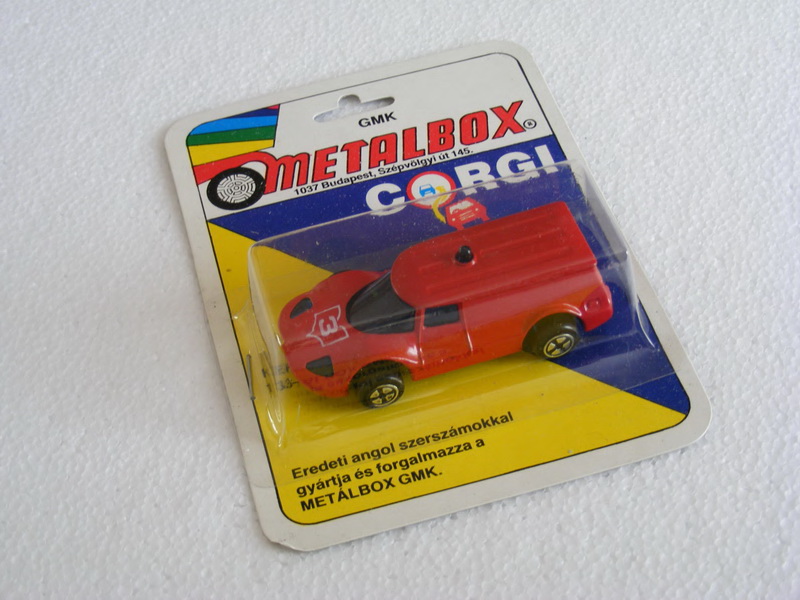 GMK
METALBOX®
1037 Budapest, Szépvölgyi út 145.
CORGI
3
Eredeti angol szerszámokkal
gyártja és forgalmazza a
METÁLBOX GMK.